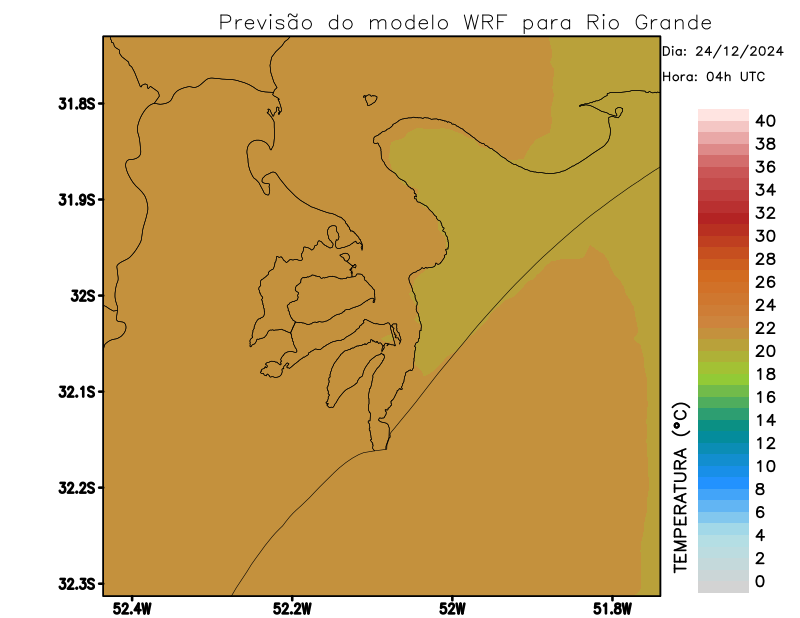 Previsão do modelo WRF para Rio Grande
Dia: 24/12/2024
Hora: 04h UTC
31.8S
31.9S
32S
32.1S
32.2S
32.3S
52.4W
52.2W
52W
51.8W
TEMPERATURA (°C)
40
38
36
34
32
30
28
26
24
22
20
18
16
14
12
10
8
6
4
2
0